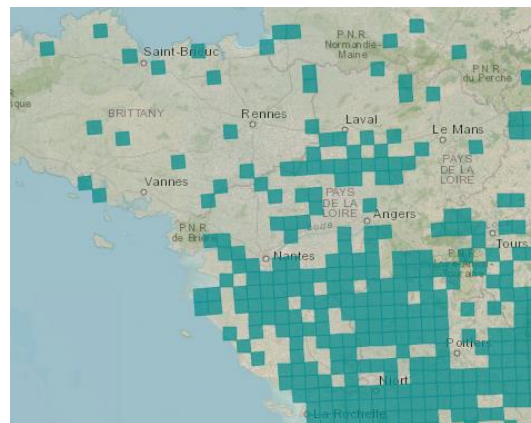 P.N.R.
Normandie-
Maine
Saint-Brieuc
P.N.R.
du Perche
BRITTANY
Rennes
Laval
Le Mans
PAYS
DE LA
LOIRE
Vannes
PAYS
DE LA
LOIRE
Angers
P.N.R.
de Brière
Tours
Nantes
Poitiers
Niort
La Rochelle